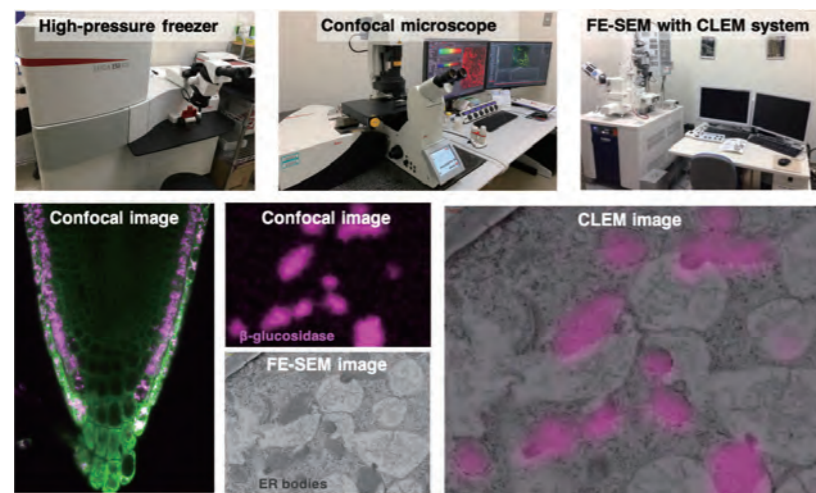 High-pressure freezer
Confocal microscope
FE-SEM with CLEM system
Confocal image
Confocal image
β-glucosidase
FE-SEM image
ER bodies
CLEM image